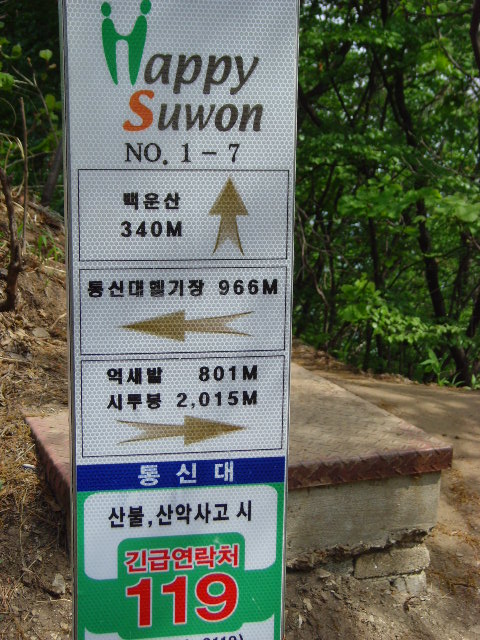 Happy
Suwon
NO. 1-7
백운산
340M
통신대헬기장 966M
억새밭 801M
시루봉 2,015M
통신대
산불,산악사고 시
긴급연락처
119